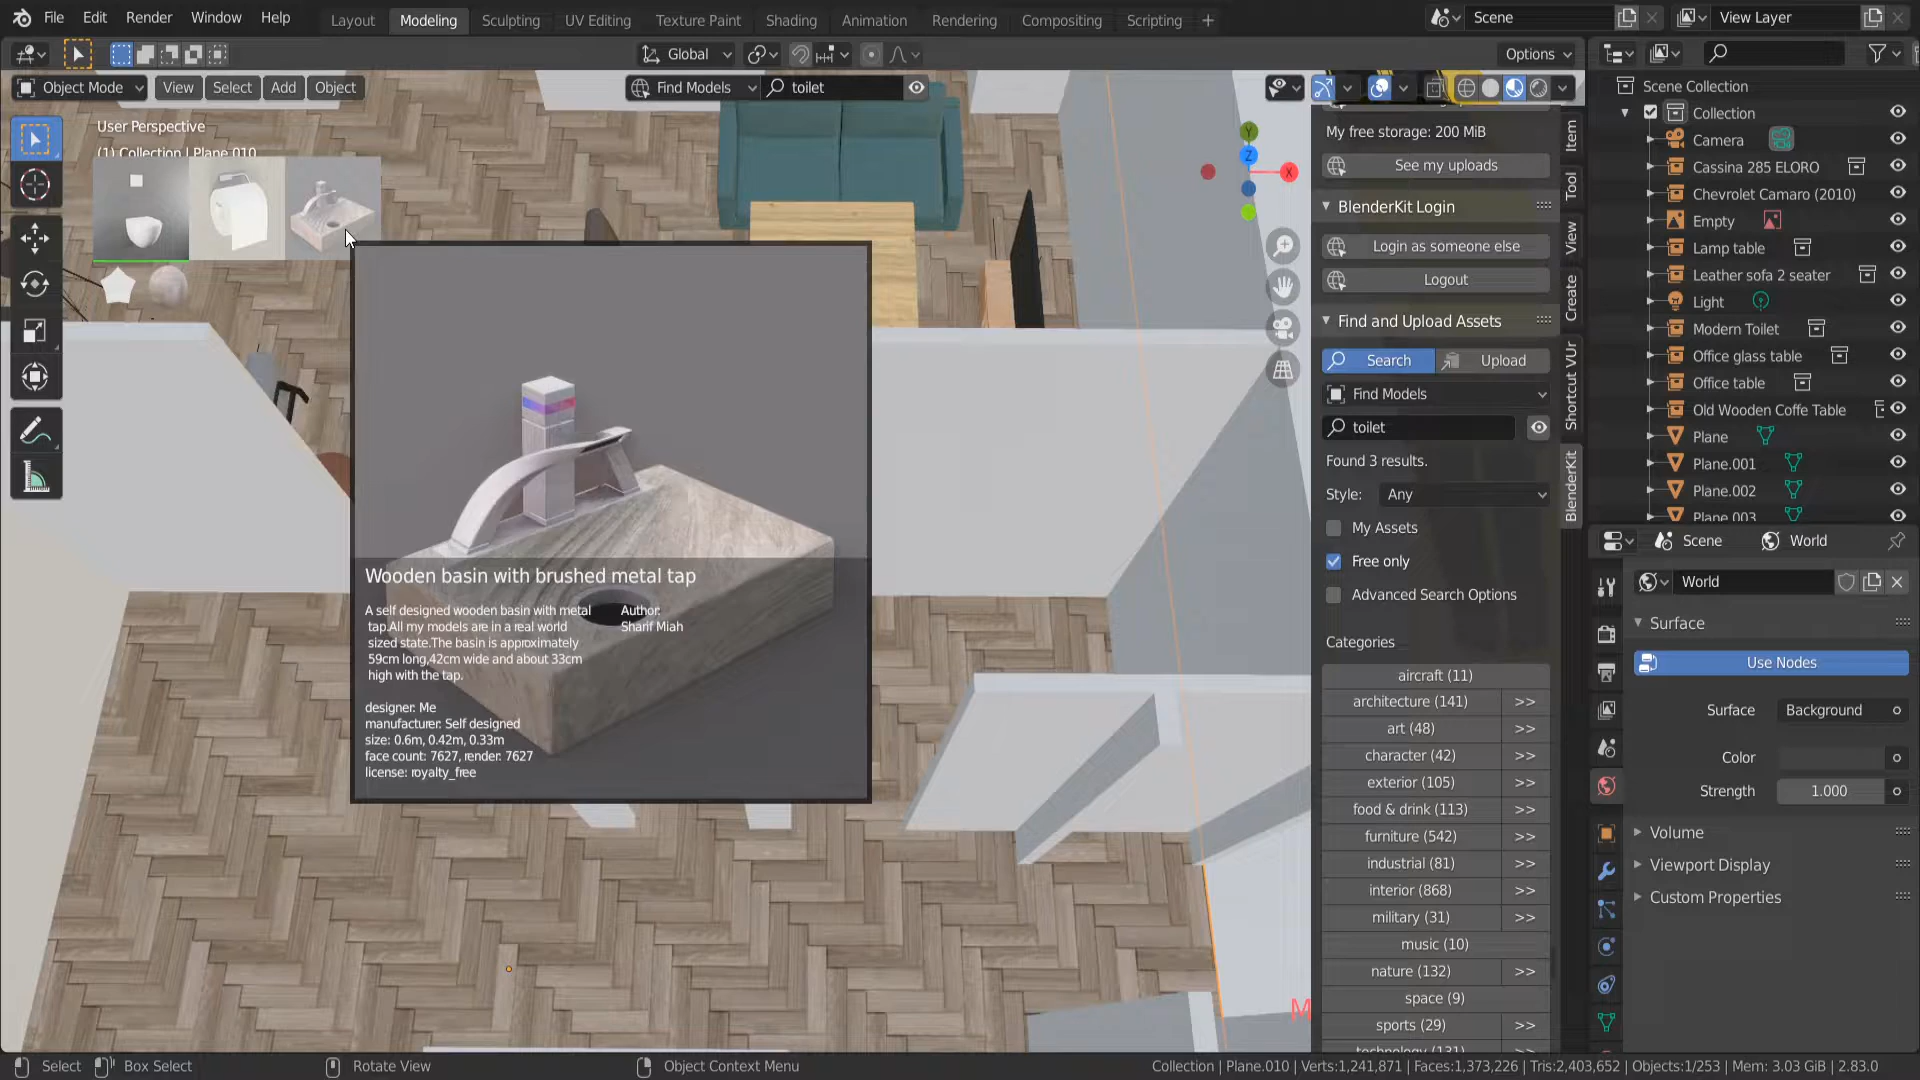 File Edit Render Window Help
Layout Modeling Sculpting UV Editing Texture Paint Shading Animation Rendering Compositing Scripting +
Scene
View Layer
Global
Options
Object Mode View Select Add Object
Find Models toilet
User Perspective
(1) Collection | Plane.010
Y
Z
X
Wooden basin with brushed metal tap
A self designed wooden basin with metal
tap.All my models are in a real world
sized state.The basin is approximately
59cm long,42cm wide and about 33cm
high with the tap.
Author:
Sharif Miah
designer: Me
manufacturer: Self designed
size: 0.6m, 0.42m, 0.33m
face count: 7627, render: 7627
license: royalty_free
M
My free storage: 200 MiB
See my uploads
BlenderKit Login
Login as someone else
Logout
Find and Upload Assets
Search Upload
Find Models
toilet
Found 3 results.
Style: Any
My Assets
Free only
Advanced Search Options
Categories
aircraft (11)
architecture (141) >>
art (48) >>
character (42) >>
exterior (105) >>
food & drink (113) >>
furniture (542) >>
industrial (81) >>
interior (868) >>
military (31) >>
music (10)
nature (132) >>
space (9)
sports (29) >>
technology (131) >>
Item
Tool
View
Create
Shortcut VUr
BlenderKit
Scene Collection
Collection
Camera
Cassina 285 ELORO
Chevrolet Camaro (2010)
Empty
Lamp table
Leather sofa 2 seater
Light
Modern Toilet
Office glass table
Office table
Old Wooden Coffe Table
Plane
Plane.001
Plane.002
Plane.003
Scene World
World
Surface
Use Nodes
Surface Background
Color
Strength 1.000
Volume
Viewport Display
Custom Properties
Select Box Select Rotate View Object Context Menu
Collection | Plane.010 | Verts:1,241,871 | Faces:1,373,226 | Tris:2,403,652 | Objects:1/253 | Mem: 3.03 GiB | 2.83.0